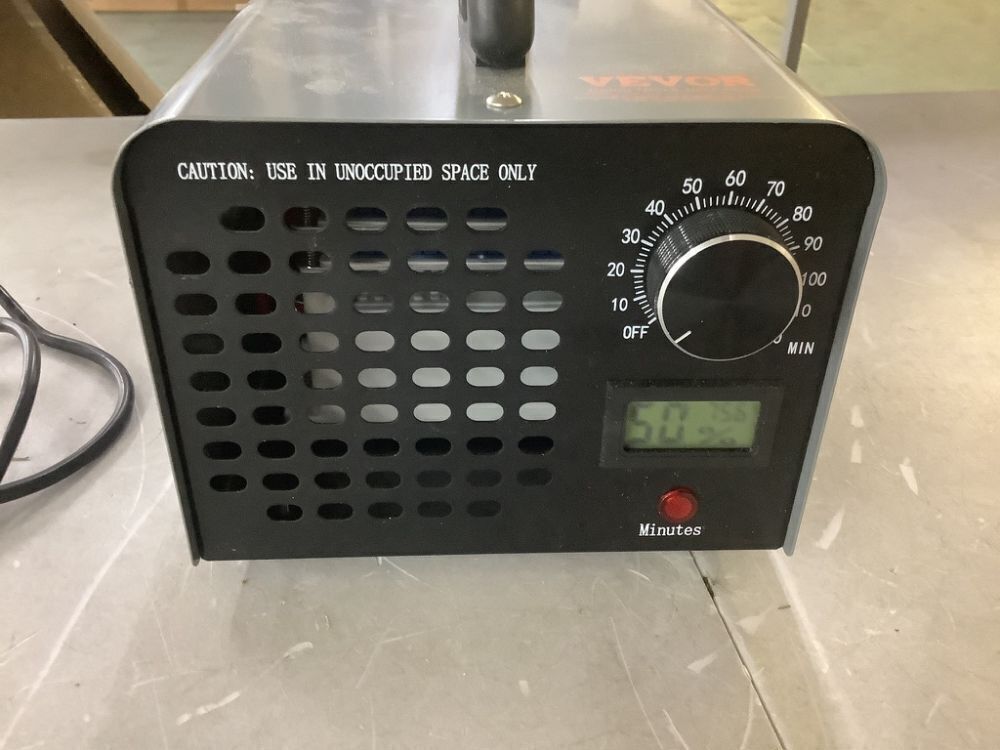 VEVOR
CAUTION: USE IN UNOCCUPIED SPACE ONLY
OFF 10 20 30 40 50 60 70 80 90 100
MIN
50
Minutes